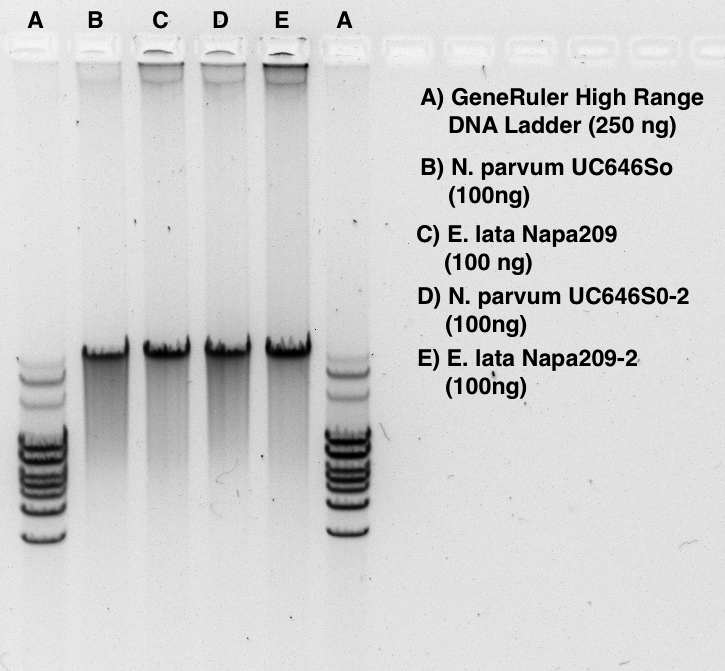 A B C D E A
A) GeneRuler High Range
DNA Ladder (250 ng)
B) N. parvum UC646So
(100ng)
C) E. lata Napa209
(100 ng)
D) N. parvum UC646S0-2
(100ng)
E) E. lata Napa209-2
(100ng)